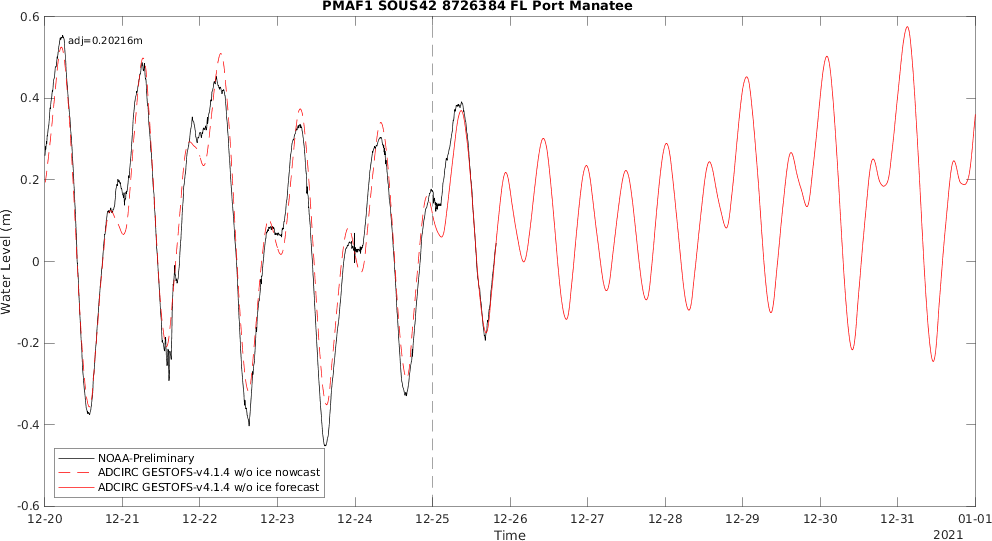 PMAF1 SOUS42 8726384 FL Port Manatee
adj=0.20216m
Water Level (m)
0.6
0.4
0.2
0
-0.2
-0.4
-0.6
NOAA-Preliminary
ADCIRC GESTOFS-v4.1.4 w/o ice nowcast
ADCIRC GESTOFS-v4.1.4 w/o ice forecast
12-20 12-21 12-22 12-23 12-24 12-25 12-26 12-27 12-28 12-29 12-30 12-31 01-01
Time
2021